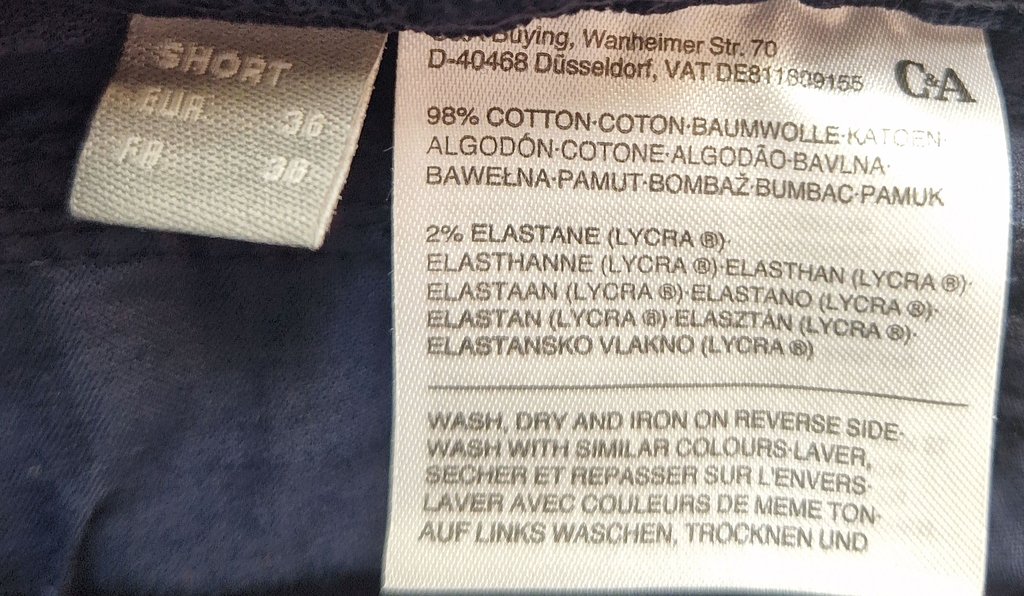 SHORT
EUR 36
FR 38
Buying, Wanheimer Str. 70
D-40468 Düsseldorf, VAT DE811809155
C&A
98% COTTON·COTON·BAUMWOLLE·KATOEN·
ALGODÓN·COTONE·ALGODÃO·BAVLNA·
BAWEŁNA·PAMUT·BOMBAŽ·BUMBAC·PAMUK
2% ELASTANE (LYCRA ®)·
ELASTHANNE (LYCRA ®)·ELASTHAN (LYCRA ®)·
ELASTAAN (LYCRA ®)·ELASTANO (LYCRA ®)·
ELASTAN (LYCRA ®)·ELASZTÁN (LYCRA ®)·
ELASTANSKO VLAKNO (LYCRA ®)
WASH, DRY AND IRON ON REVERSE SIDE·
WASH WITH SIMILAR COLOURS·LAVER,
SECHER ET REPASSER SUR L'ENVERS·
LAVER AVEC COULEURS DE MEME TON·
AUF LINKS WASCHEN, TROCKNEN UND